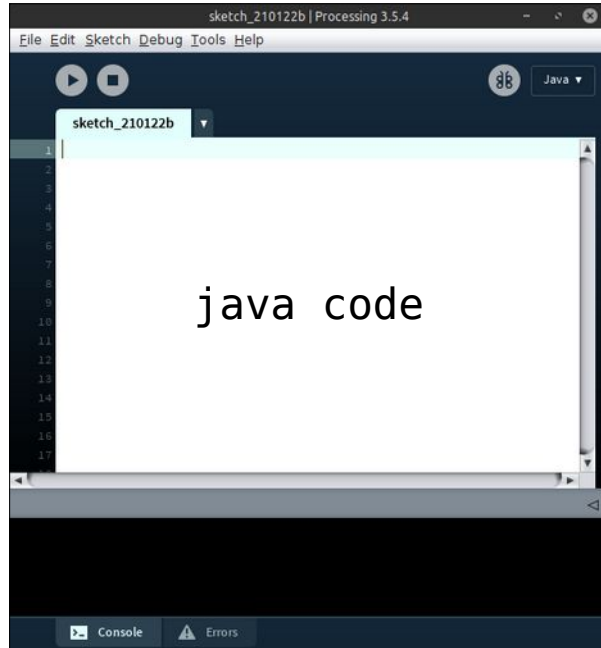 sketch_210122b | Processing 3.5.4
File Edit Sketch Debug Tools Help
Java ▾
sketch_210122b ▾
1
2
3
4
5
6
7
8
9
10
11
12
13
14
15
16
17
java code
Console Errors